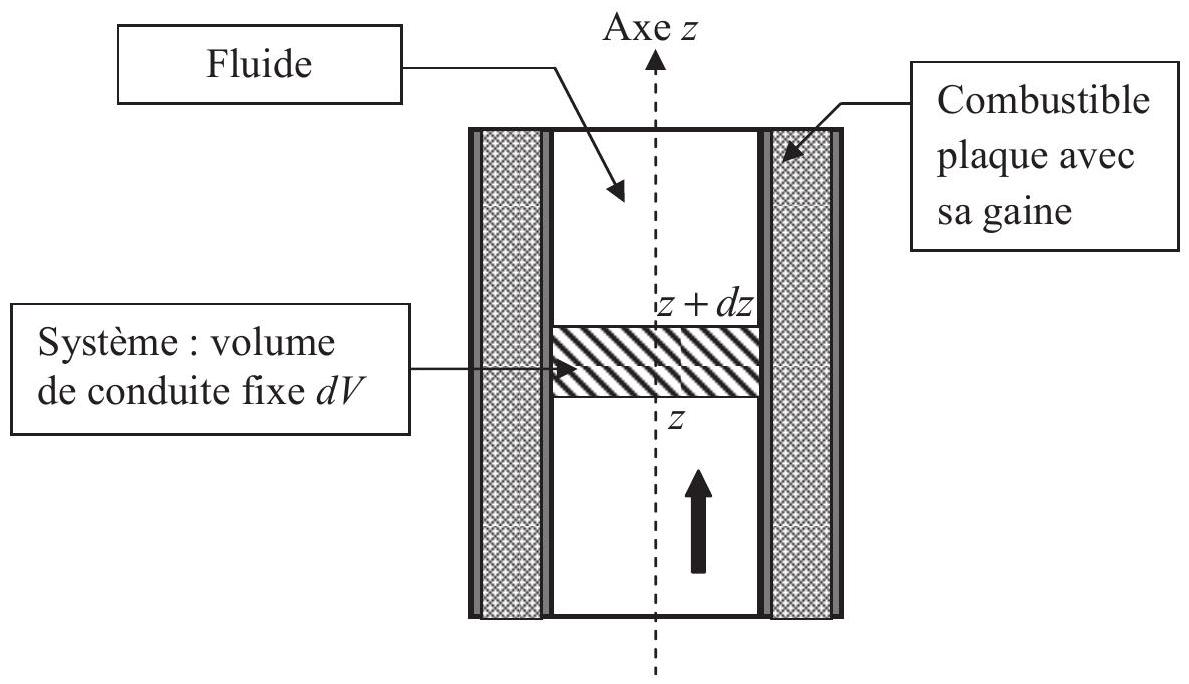 Axe z
Fluide
Combustible
plaque avec
sa gaine
z + dz
Système : volume
de conduite fixe dV
z